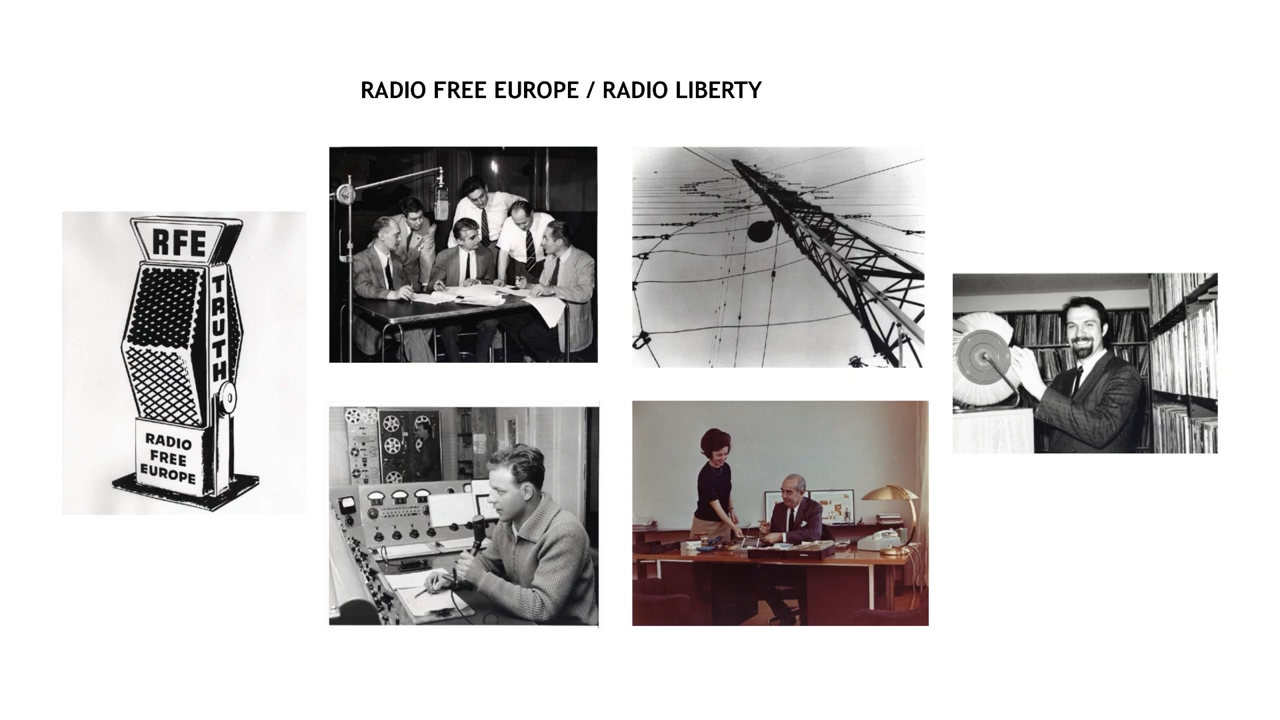 RADIO FREE EUROPE / RADIO LIBERTY
RFE
TRUTH
RADIO
FREE
EUROPE